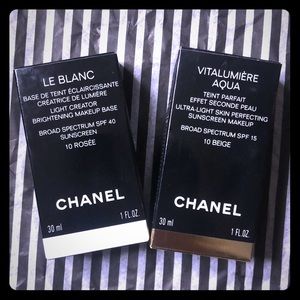 LE BLANC
BASE DE TEINT ÉCLAIRCISSANTE
CRÉATRICE DE LUMIÈRE
LIGHT CREATOR
BRIGHTENING MAKEUP BASE
BROAD SPECTRUM SPF 40
SUNSCREEN
10 ROSÉE
CHANEL
30 ml
1 FL. OZ.
VITALUMIÈRE
AQUA
TEINT PARFAIT
EFFET SECONDE PEAU
ULTRA LIGHT SKIN PERFECTING
SUNSCREEN MAKEUP
BROAD SPECTRUM SPF 15
10 BEIGE
CHANEL
30 ml
1 FL. OZ.